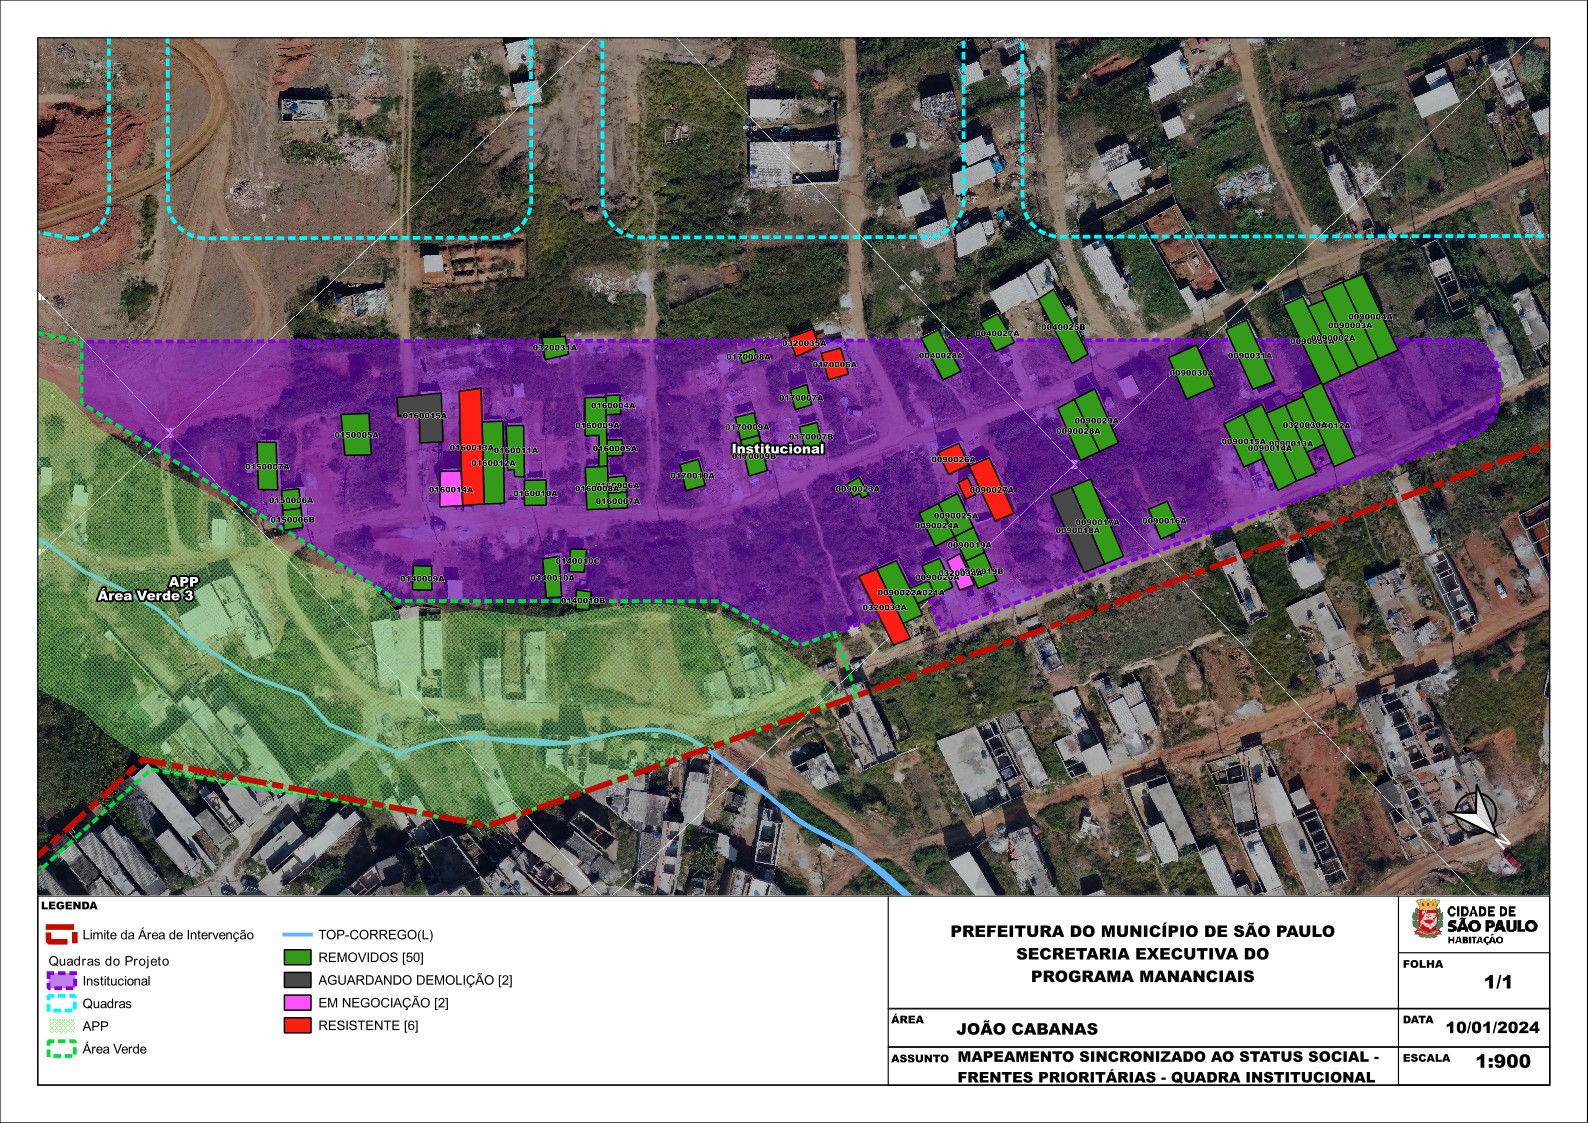 0320031A
0170008A
0320035A
0170006A
0040028A
0040027A
0040025B
0090030A
0090031A
0090002A
0090003A
0090004A
0150005A
0160015A
0160004A
0160009A
0160005A
0160013A
0160012A
0160011A
0160014A
0160010A
0160008A
0160006A
0160007A
0150007A
0150006A
0150006B
0170007A
0170009A
0170007B
0170009B
0170010A
Institucional
0090023A
0090026A
0090027A
0090029A
0090028A
0090015A
0090014A
0090013A
0320030A
0090025A
0090024A
0090019A
0090018A
0090017A
0090016A
0140009A
0140010A
0140010C
0140010B
0090022A
0320033A
APP
Área Verde 3
N
LEGENDA
Limite da Área de Intervenção
Quadras do Projeto
Institucional
Quadras
APP
Área Verde
TOP-CORREGO(L)
REMOVIDOS [50]
AGUARDANDO DEMOLIÇÃO [2]
EM NEGOCIAÇÃO [2]
RESISTENTE [6]
PREFEITURA DO MUNICÍPIO DE SÃO PAULO
SECRETARIA EXECUTIVA DO
PROGRAMA MANANCIAIS
ÁREA
JOÃO CABANAS
ASSUNTO
MAPEAMENTO SINCRONIZADO AO STATUS SOCIAL -
FRENTES PRIORITÁRIAS - QUADRA INSTITUCIONAL
CIDADE DE
SÃO PAULO
HABITAÇÃO
FOLHA
1/1
DATA
10/01/2024
ESCALA
1:900